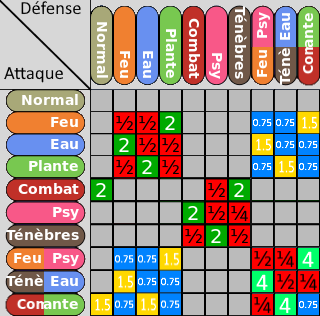 Défense
Attaque
Normal Feu Eau Plante Combat Psy Ténèbres Feu Psy Ténè Eau Comante
Normal
Feu ½ ½ 2 0.75 0.75 1.5
Eau 2 ½ ½ 1.5 0.75 0.75
Plante ½ 2 ½ 0.75 1.5 0.75
Combat 2 ½ 2
Psy 2 ½ ¼
Ténèbres ½ 2 ½
Feu Psy 0.75 0.75 1.5 ½ ¼ 4
Ténè Eau 1.5 0.75 0.75 4 ½ ¼
Comante 1.5 0.75 1.5 0.75 ¼ 4 ½